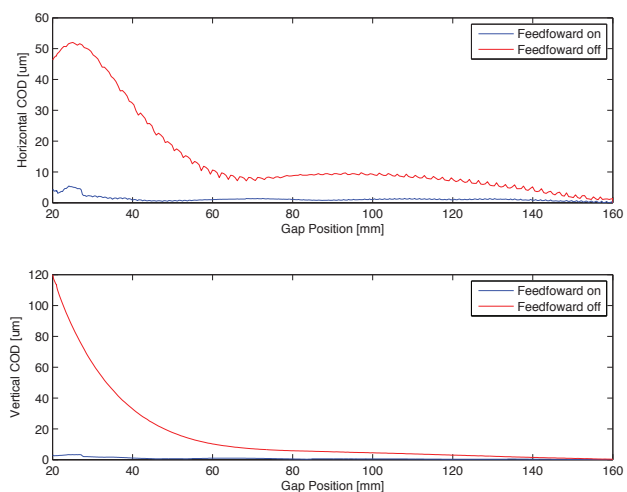 60
50
40
30
20
10
0
Horizontal COD [um]
Feedfoward on
Feedfoward off
20 40 60 80 100 120 140 160
Gap Position [mm]
120
100
80
60
40
20
0
Vertical COD [um]
Feedfoward on
Feedfoward off
20 40 60 80 100 120 140 160
Gap Position [mm]